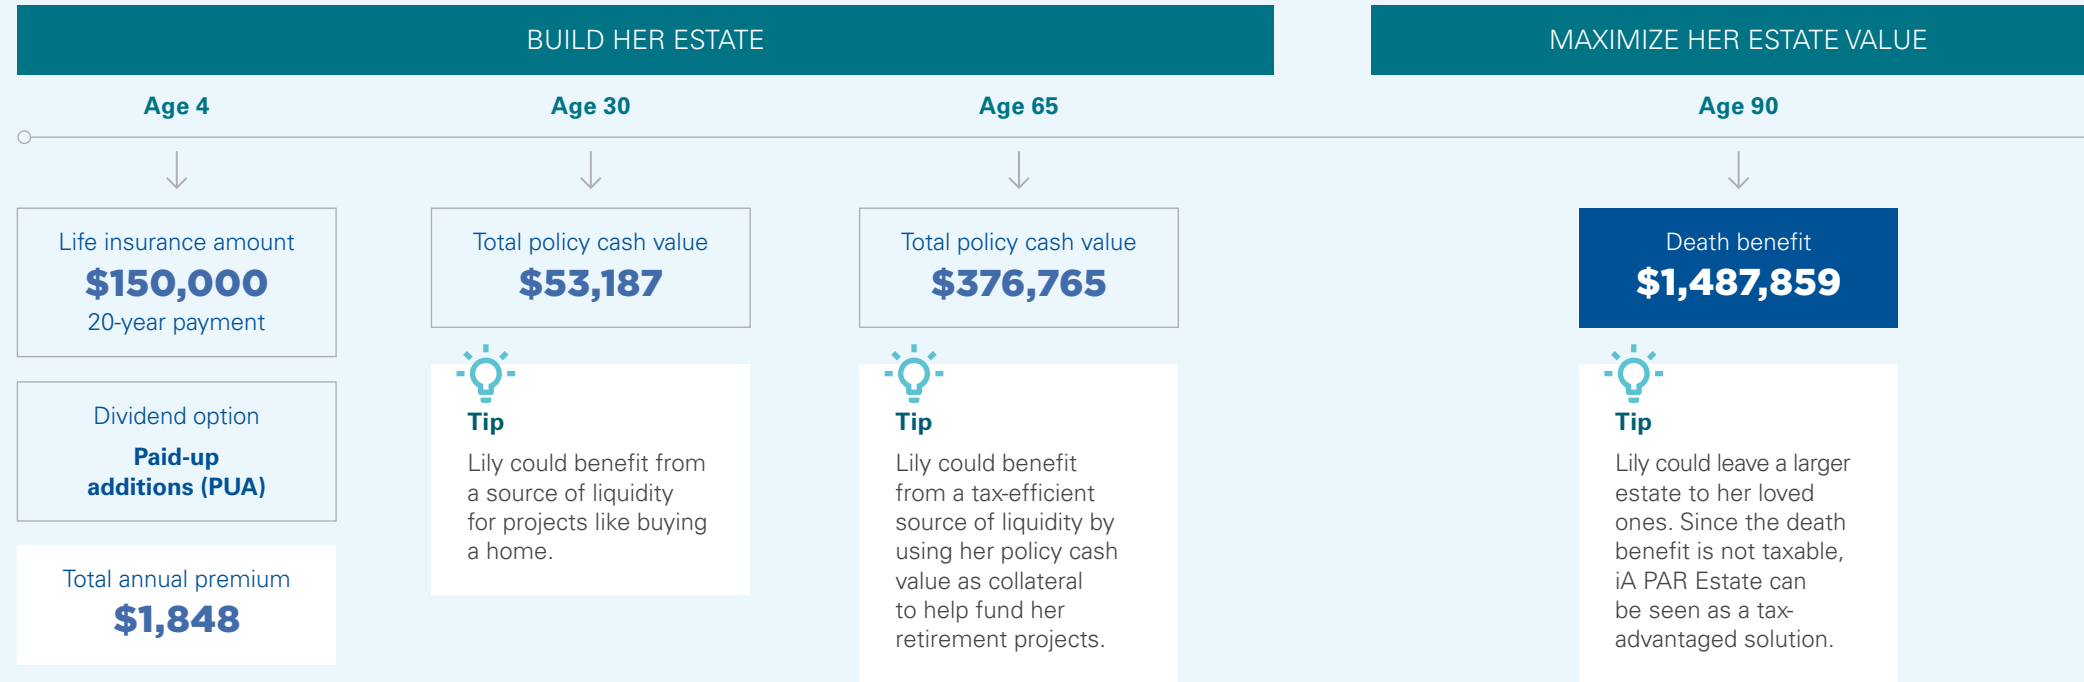 BUILD HER ESTATE
MAXIMIZE HER ESTATE VALUE
Age 4
Age 30
Age 65
Age 90
Life insurance amount
$150,000
20-year payment
Dividend option
Paid-up
additions (PUA)
Total annual premium
$1,848
Total policy cash value
$53,187
Tip
Lily could benefit from
a source of liquidity
for projects like buying
a home.
Total policy cash value
$376,765
Tip
Lily could benefit
from a tax-efficient
source of liquidity by
using her policy cash
value as collateral
to help fund her
retirement projects.
Death benefit
$1,487,859
Tip
Lily could leave a larger
estate to her loved
ones. Since the death
benefit is not taxable,
iA PAR Estate can
be seen as a tax-
advantaged solution.